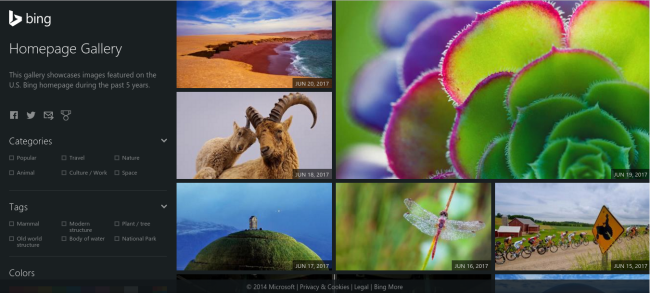 bing
Homepage Gallery
This gallery showcases images featured on the
U.S. Bing homepage during the past 5 years.
Categories
Popular Travel Nature
Animal Culture / Work Space
Tags
Mammal Modern structure Plant / tree
Old world structure Body of water National Park
Colors
JUN 20, 2017
JUN 19, 2017
JUN 18, 2017
JUN 17, 2017
JUN 16, 2017
JUN 15, 2017
© 2014 Microsoft | Privacy & Cookies | Legal | Bing More